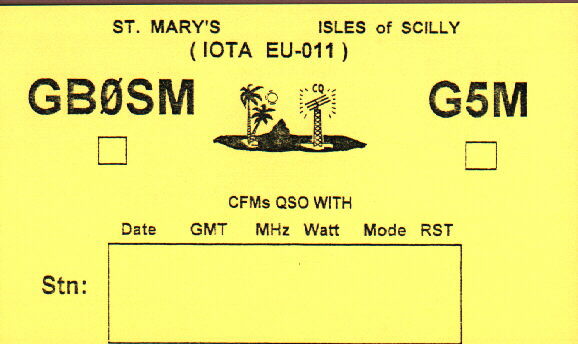 ST. MARY'S ISLES of SCILLY
( IOTA EU-011 )
GBØSM G5M
CQ
CFMs QSO WITH
Date GMT MHz Watt Mode RST
Stn: